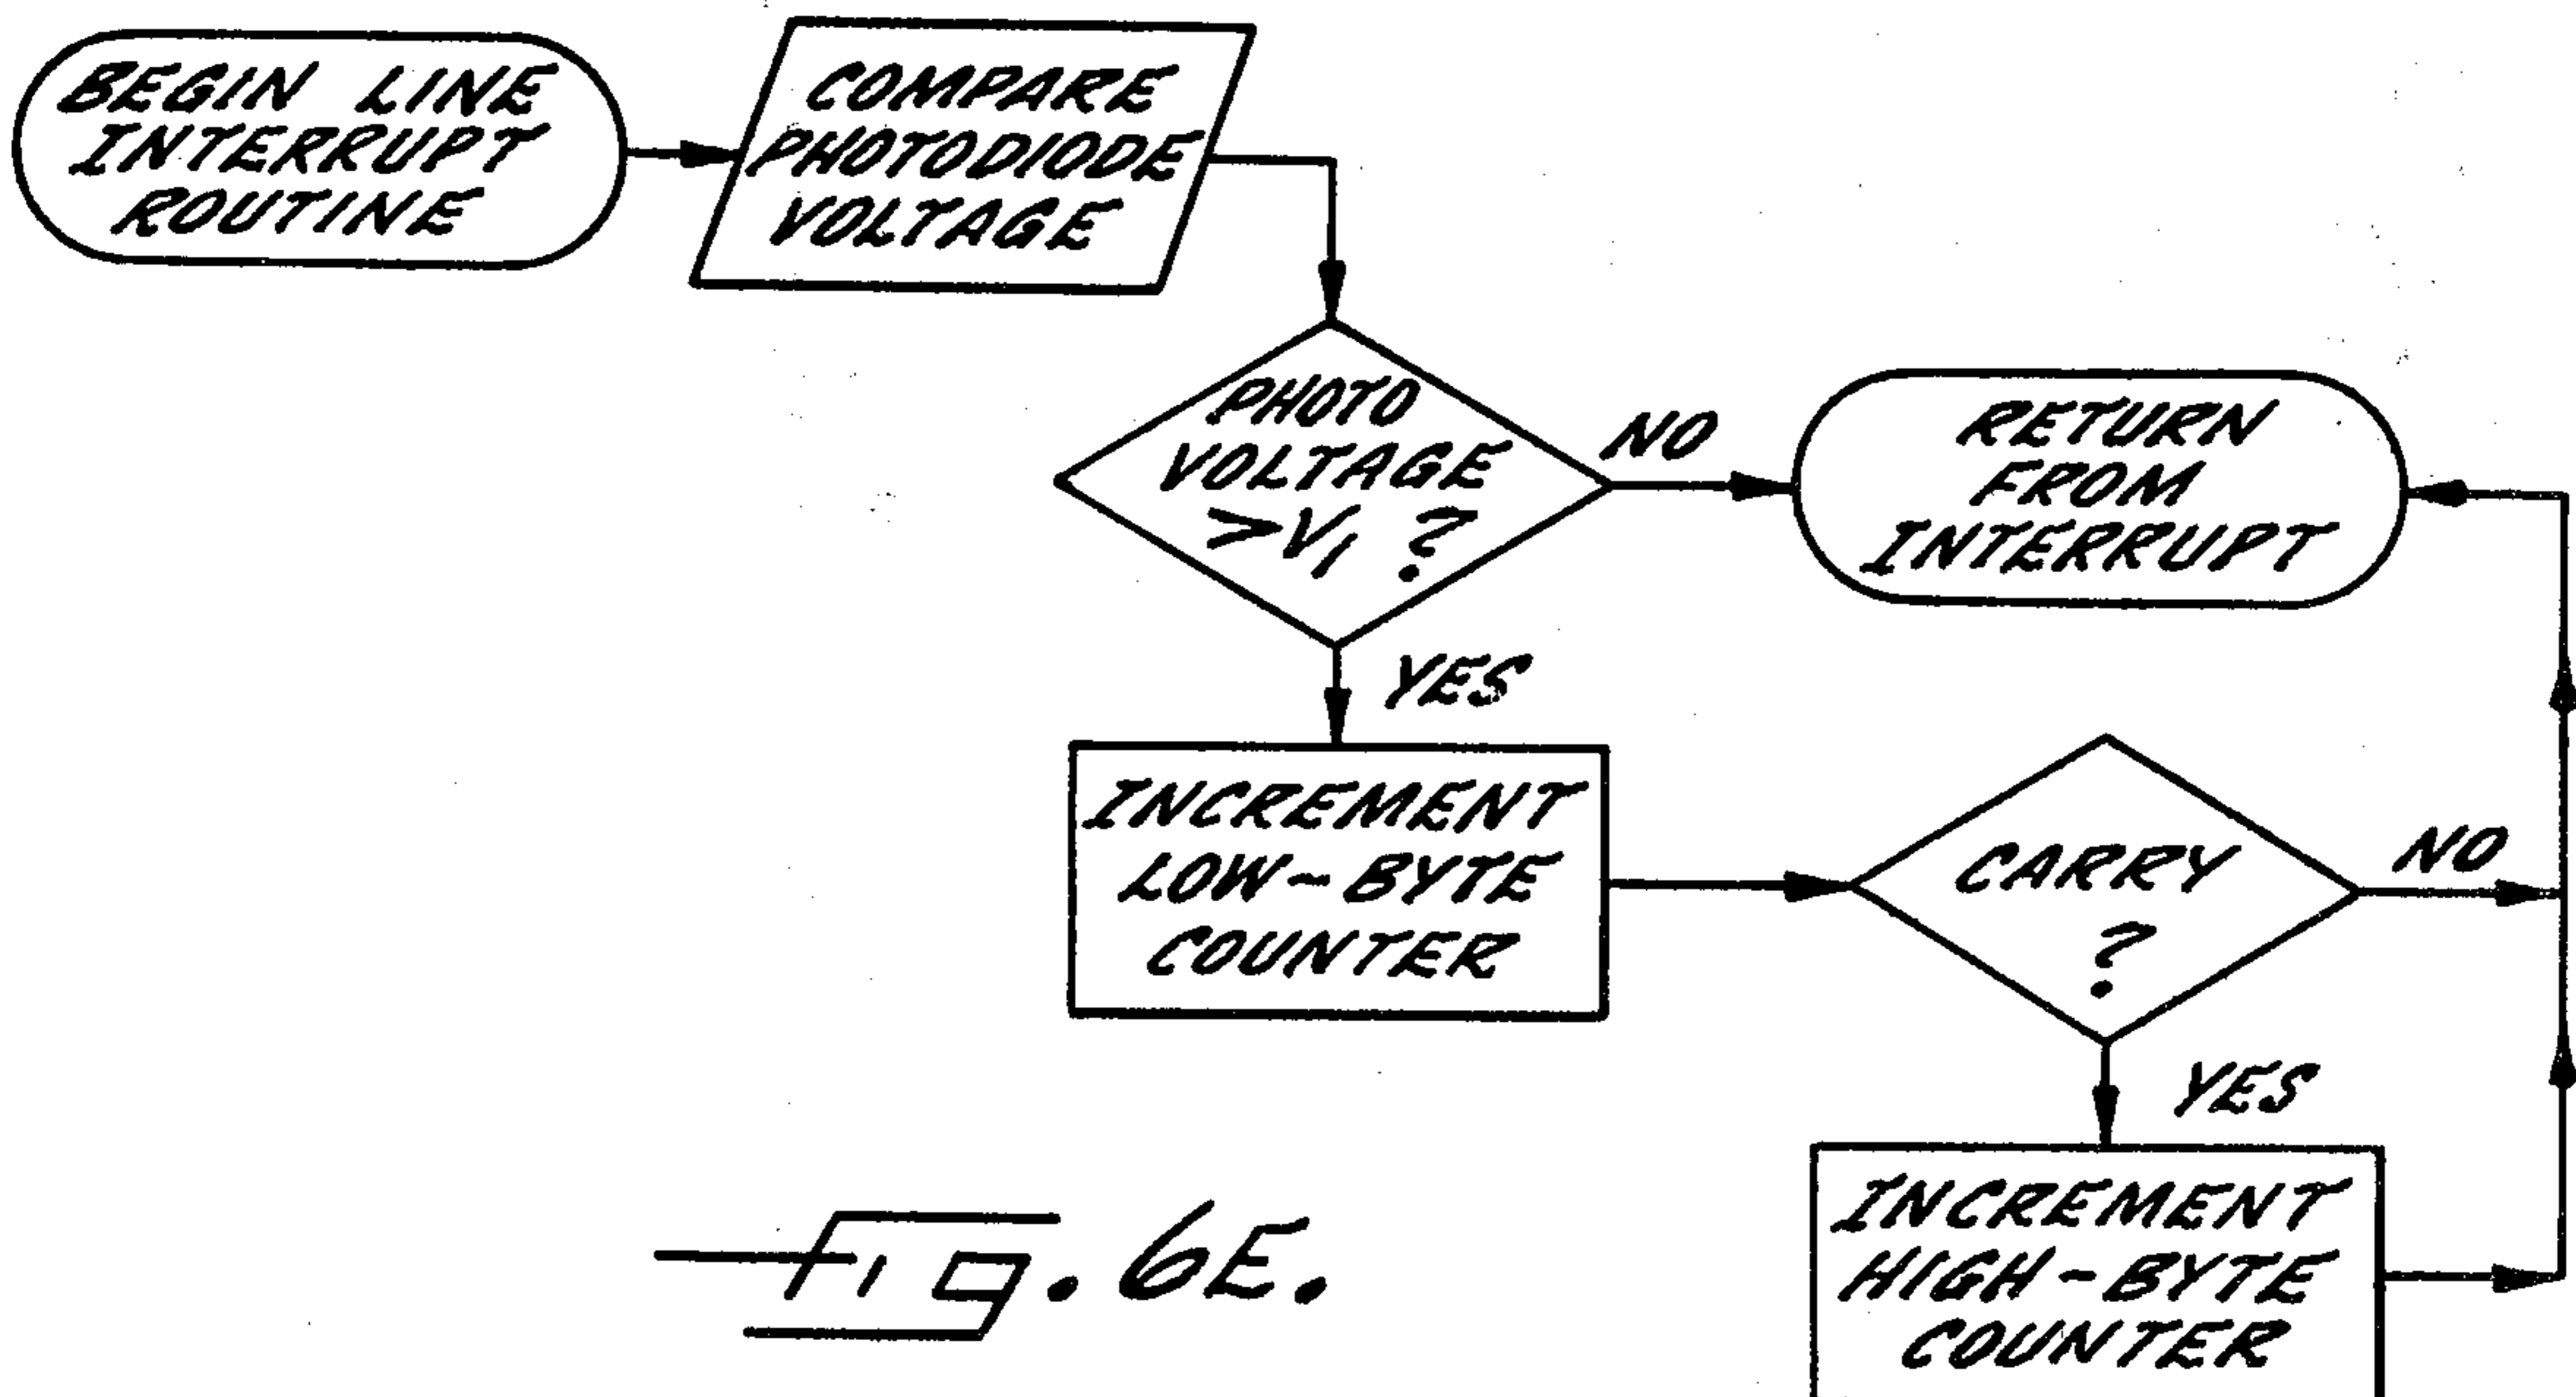 BEGIN LINE
INTERRUPT
ROUTINE
COMPARE
PHOTODIODE
VOLTAGE
PHOTO
VOLTAGE
>V₁ ?
NO
RETURN
FROM
INTERRUPT
YES
INCREMENT
LOW-BYTE
COUNTER
CARRY
?
NO
YES
INCREMENT
HIGH-BYTE
COUNTER
Fig. 6E.